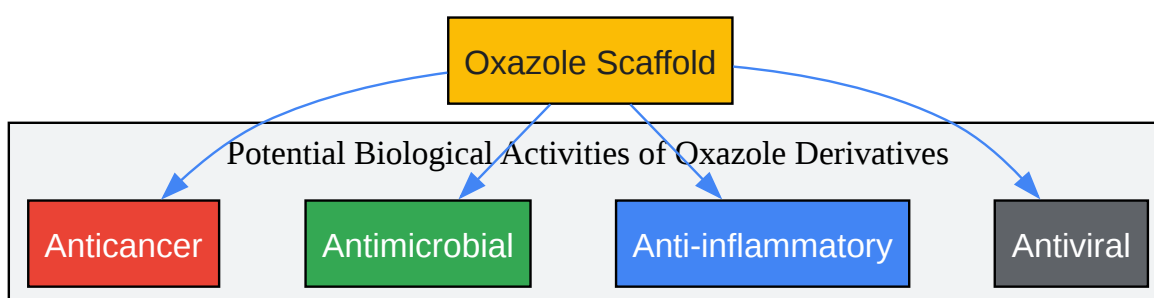 Oxazole Scaffold
Potential Biological Activities of Oxazole Derivatives
Anticancer
Antimicrobial
Anti-inflammatory
Antiviral